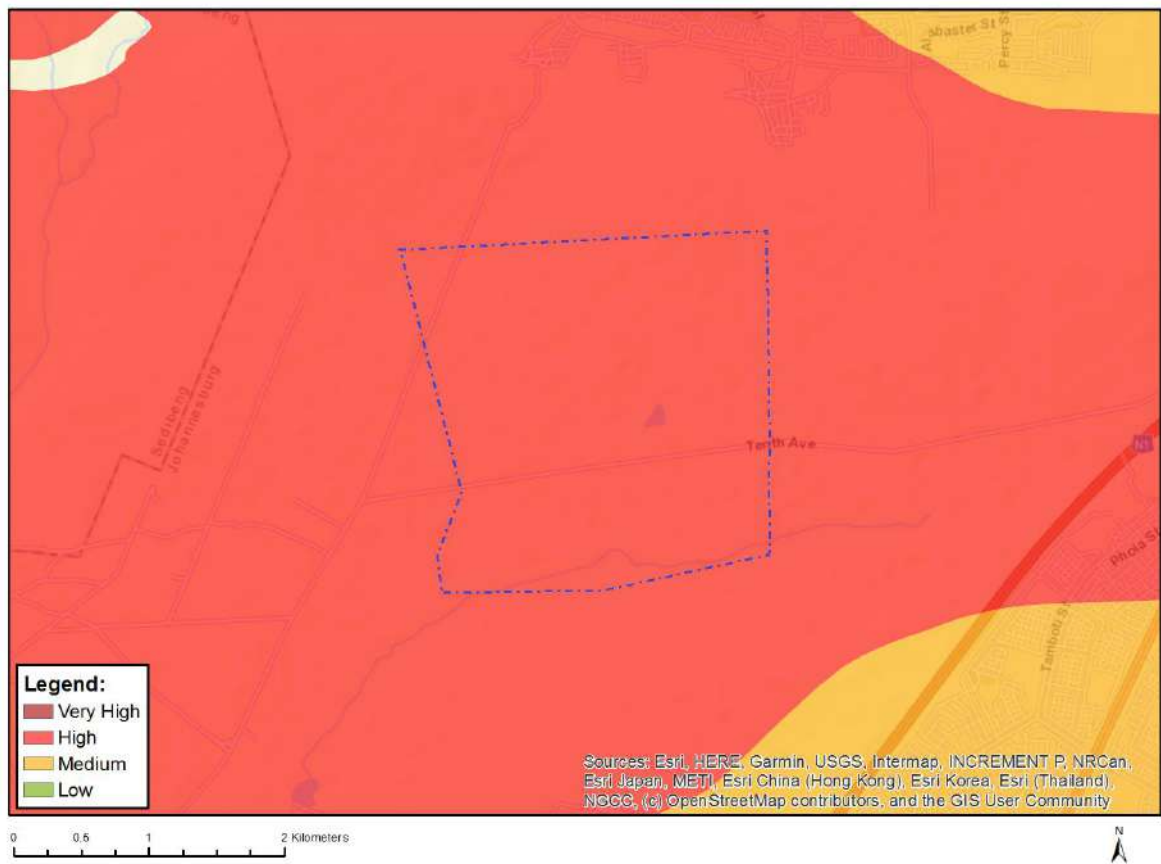 Alabaster St
Percy St
Sedibeng
Johannesburg
Tenth Ave
N1
Phola St
Tamboti St
Legend:
Very High
High
Medium
Low
Sources: Esri, HERE, Garmin, USGS, Intermap, INCREMENT P, NRCan,
Esri Japan, METI, Esri China (Hong Kong), Esri Korea, Esri (Thailand),
NGCC, (c) OpenStreetMap contributors, and the GIS User Community
0 0.5 1 2 Kilometers
N